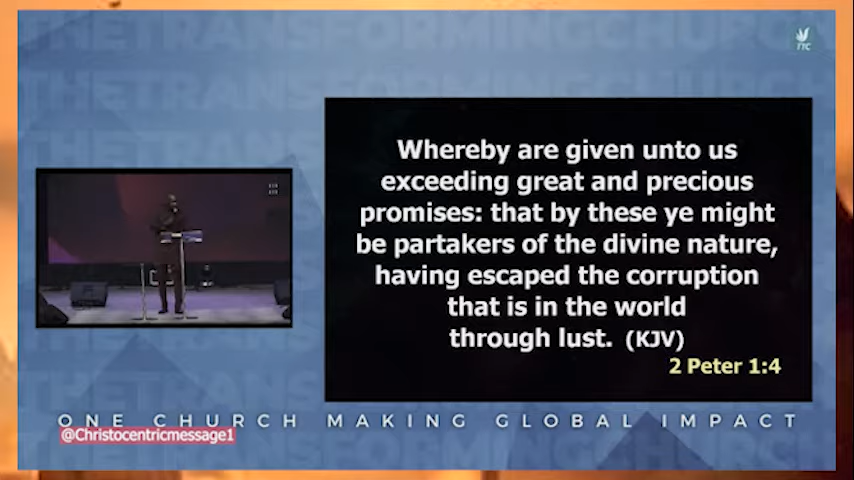 THETRANSFORMINGCHURCH
TTC
Whereby are given unto us
exceeding great and precious
promises: that by these ye might
be partakers of the divine nature,
having escaped the corruption
that is in the world
through lust. (KJV)
2 Peter 1:4
ONE CHURCH MAKING GLOBAL IMPACT
@Christocentricmessage1